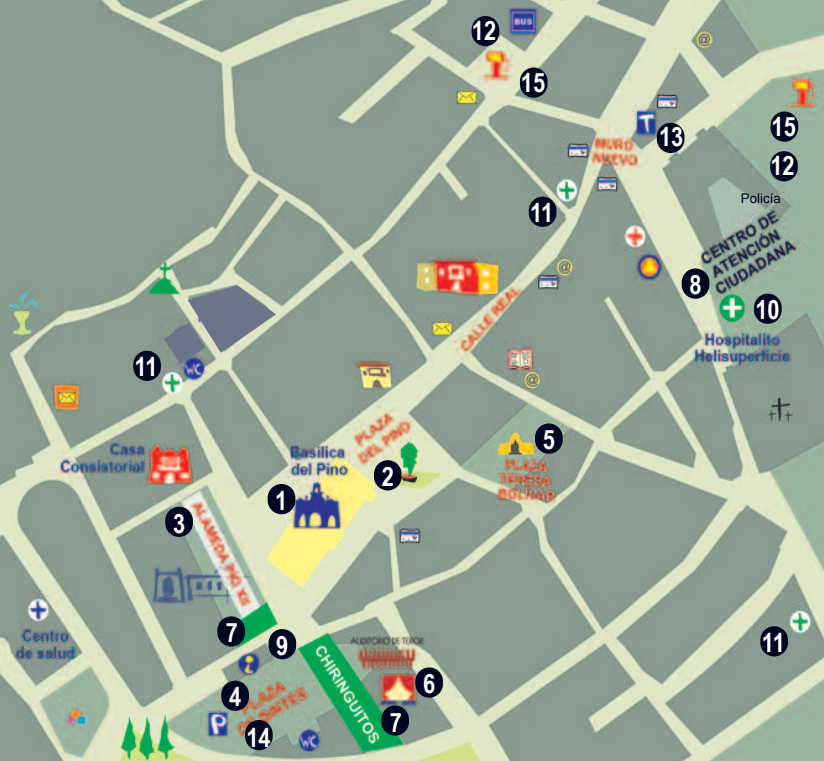 BUS
12
15
@
13
MURO
NUEVO
15
12
Policía
11
CENTRO DE
ATENCIÓN
CIUDADANA
8
@
10
CALLE REAL
Hospitalito
Helisuperficie
11
WC
@
PLAZA
DEL PINO
5
Casa
Consistorial
Basílica
del Pino
2
PLAZA
TERESA
BOLÍVAR
1
3
ALAMEDA PIO XII
Centro
de salud
7
9
AUDITORIO DE TEROR
CHIRINGUITOS
11
i
4
6
PLAZA
P
14
7
WC